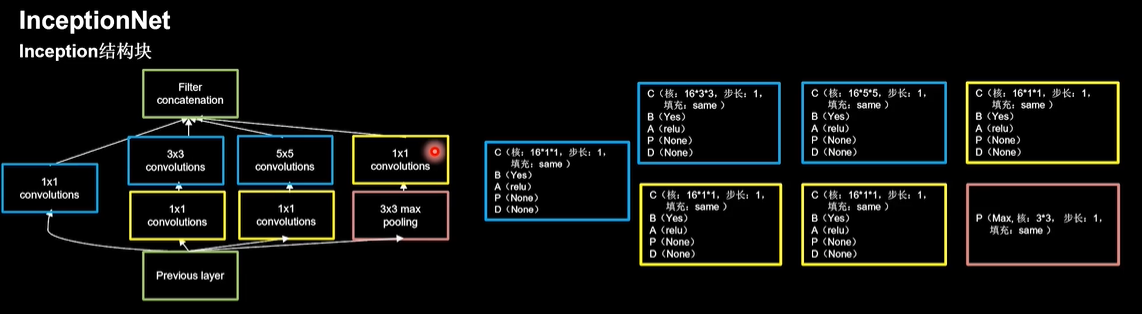 InceptionNet
Inception结构块
Filter
concatenation
3x3
convolutions
5x5
convolutions
1x1
convolutions
1x1
convolutions
1x1
convolutions
1x1
convolutions
3x3 max
pooling
Previous layer
C（核：16*1*1，步长：1，
填充：same ）
B（Yes）
A（relu）
P（None）
D（None）
C（核：16*3*3，步长：1，
填充：same ）
B（Yes）
A（relu）
P（None）
D（None）
C（核：16*5*5，步长：1，
填充：same ）
B（Yes）
A（relu）
P（None）
D（None）
C（核：16*1*1，步长：1，
填充：same ）
B（Yes）
A（relu）
P（None）
D（None）
C（核：16*1*1，步长：1，
填充：same ）
B（Yes）
A（relu）
P（None）
D（None）
C（核：16*1*1，步长：1，
填充：same ）
B（Yes）
A（relu）
P（None）
D（None）
P（Max, 核：3*3，步长：1，
填充：same ）